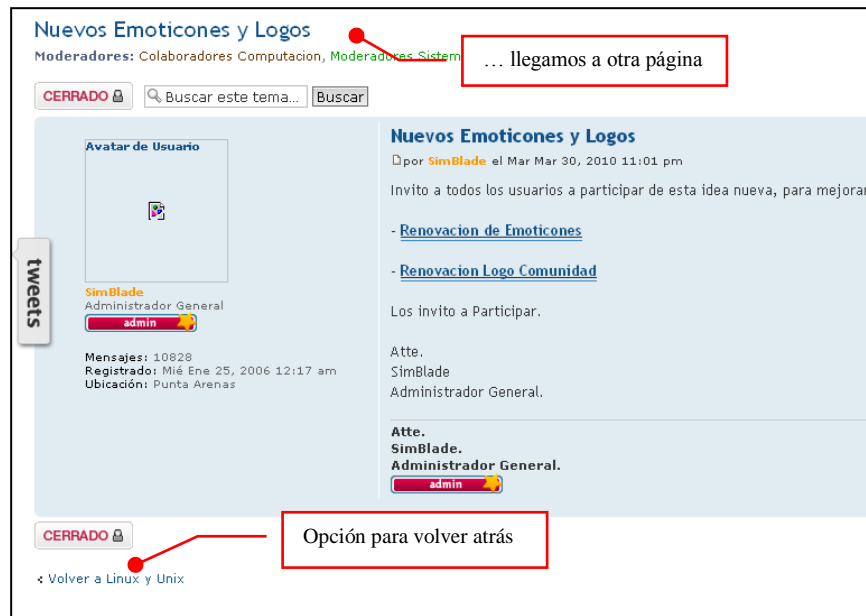 Nuevos Emoticones y Logos
Moderadores: Colaboradores Computacion, Moderadores Sistem
… llegamos a otra página
CERRADO
Buscar este tema... Buscar
Avatar de Usuario
Nuevos Emoticones y Logos
por SimBlade el Mar Mar 30, 2010 11:01 pm
Invito a todos los usuarios a participar de esta idea nueva, para mejorar
- Renovacion de Emoticones
- Renovacion Logo Comunidad
Los invito a Participar.
Atte.
SimBlade
Administrador General.
Atte.
SimBlade.
Administrador General.
admin
tweets
SimBlade
Administrador General
admin
Mensajes: 10828
Registrado: Mié Ene 25, 2006 12:17 am
Ubicación: Punta Arenas
CERRADO
Opción para volver atrás
Volver a Linux y Unix